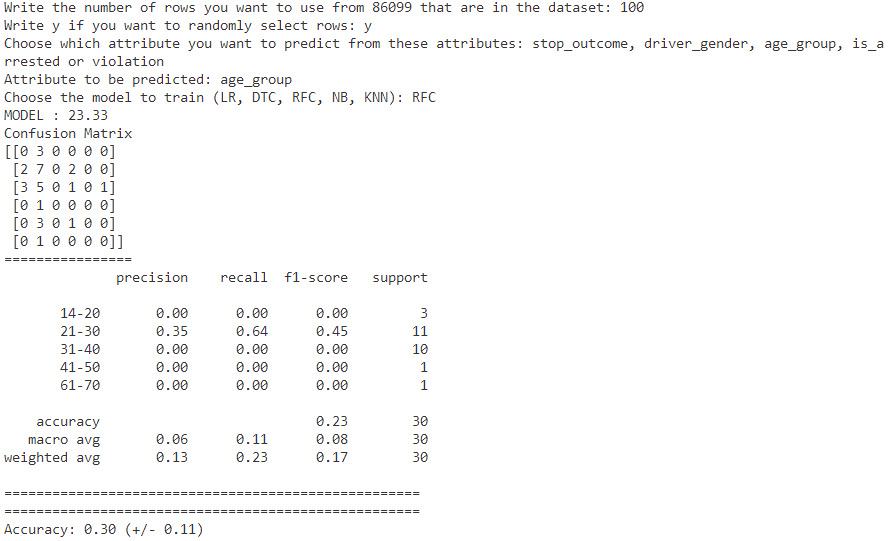 Write the number of rows you want to use from 86099 that are in the dataset: 100
Write y if you want to randomly select rows: y
Choose which attribute you want to predict from these attributes: stop_outcome, driver_gender, age_group, is_a
rrested or violation
Attribute to be predicted: age_group
Choose the model to train (LR, DTC, RFC, NB, KNN): RFC
MODEL : 23.33
Confusion Matrix
[[0 3 0 0 0 0]
 [2 7 0 2 0 0]
 [3 5 0 1 0 1]
 [0 1 0 0 0 0]
 [0 3 0 1 0 0]
 [0 1 0 0 0 0]]
================
              precision    recall  f1-score   support

       14-20       0.00      0.00      0.00         3
       21-30       0.35      0.64      0.45        11
       31-40       0.00      0.00      0.00        10
       41-50       0.00      0.00      0.00         1
       61-70       0.00      0.00      0.00         1

    accuracy                           0.23        30
   macro avg       0.06      0.11      0.08        30
weighted avg       0.13      0.23      0.17        30

====================================================
====================================================
Accuracy: 0.30 (+/- 0.11)